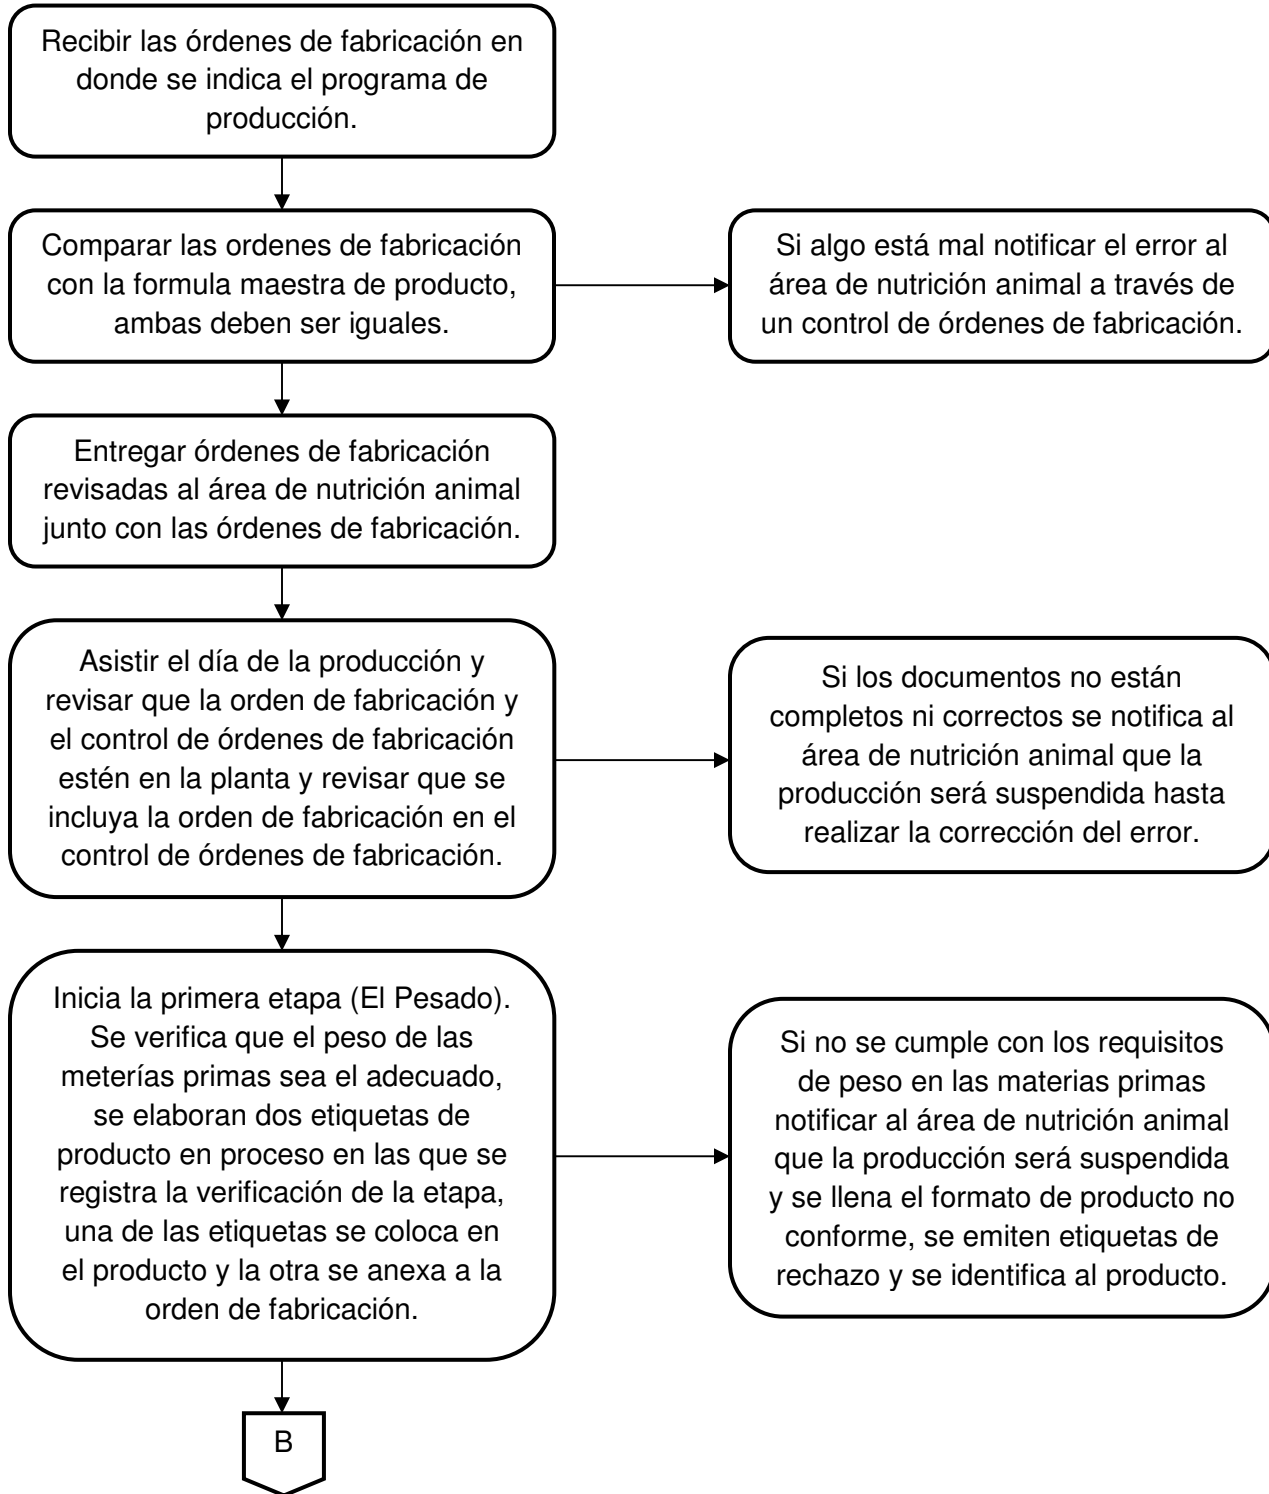 Recibir las órdenes de fabricación en
donde se indica el programa de
producción.
Comparar las ordenes de fabricación
con la formula maestra de producto,
ambas deben ser iguales.
Si algo está mal notificar el error al
área de nutrición animal a través de
un control de órdenes de fabricación.
Entregar órdenes de fabricación
revisadas al área de nutrición animal
junto con las órdenes de fabricación.
Asistir el día de la producción y
revisar que la orden de fabricación y
el control de órdenes de fabricación
estén en la planta y revisar que se
incluya la orden de fabricación en el
control de órdenes de fabricación.
Si los documentos no están
completos ni correctos se notifica al
área de nutrición animal que la
producción será suspendida hasta
realizar la corrección del error.
Inicia la primera etapa (El Pesado).
Se verifica que el peso de las
meterías primas sea el adecuado,
se elaboran dos etiquetas de
producto en proceso en las que se
registra la verificación de la etapa,
una de las etiquetas se coloca en
el producto y la otra se anexa a la
orden de fabricación.
Si no se cumple con los requisitos
de peso en las materias primas
notificar al área de nutrición animal
que la producción será suspendida
y se llena el formato de producto no
conforme, se emiten etiquetas de
rechazo y se identifica al producto.
B